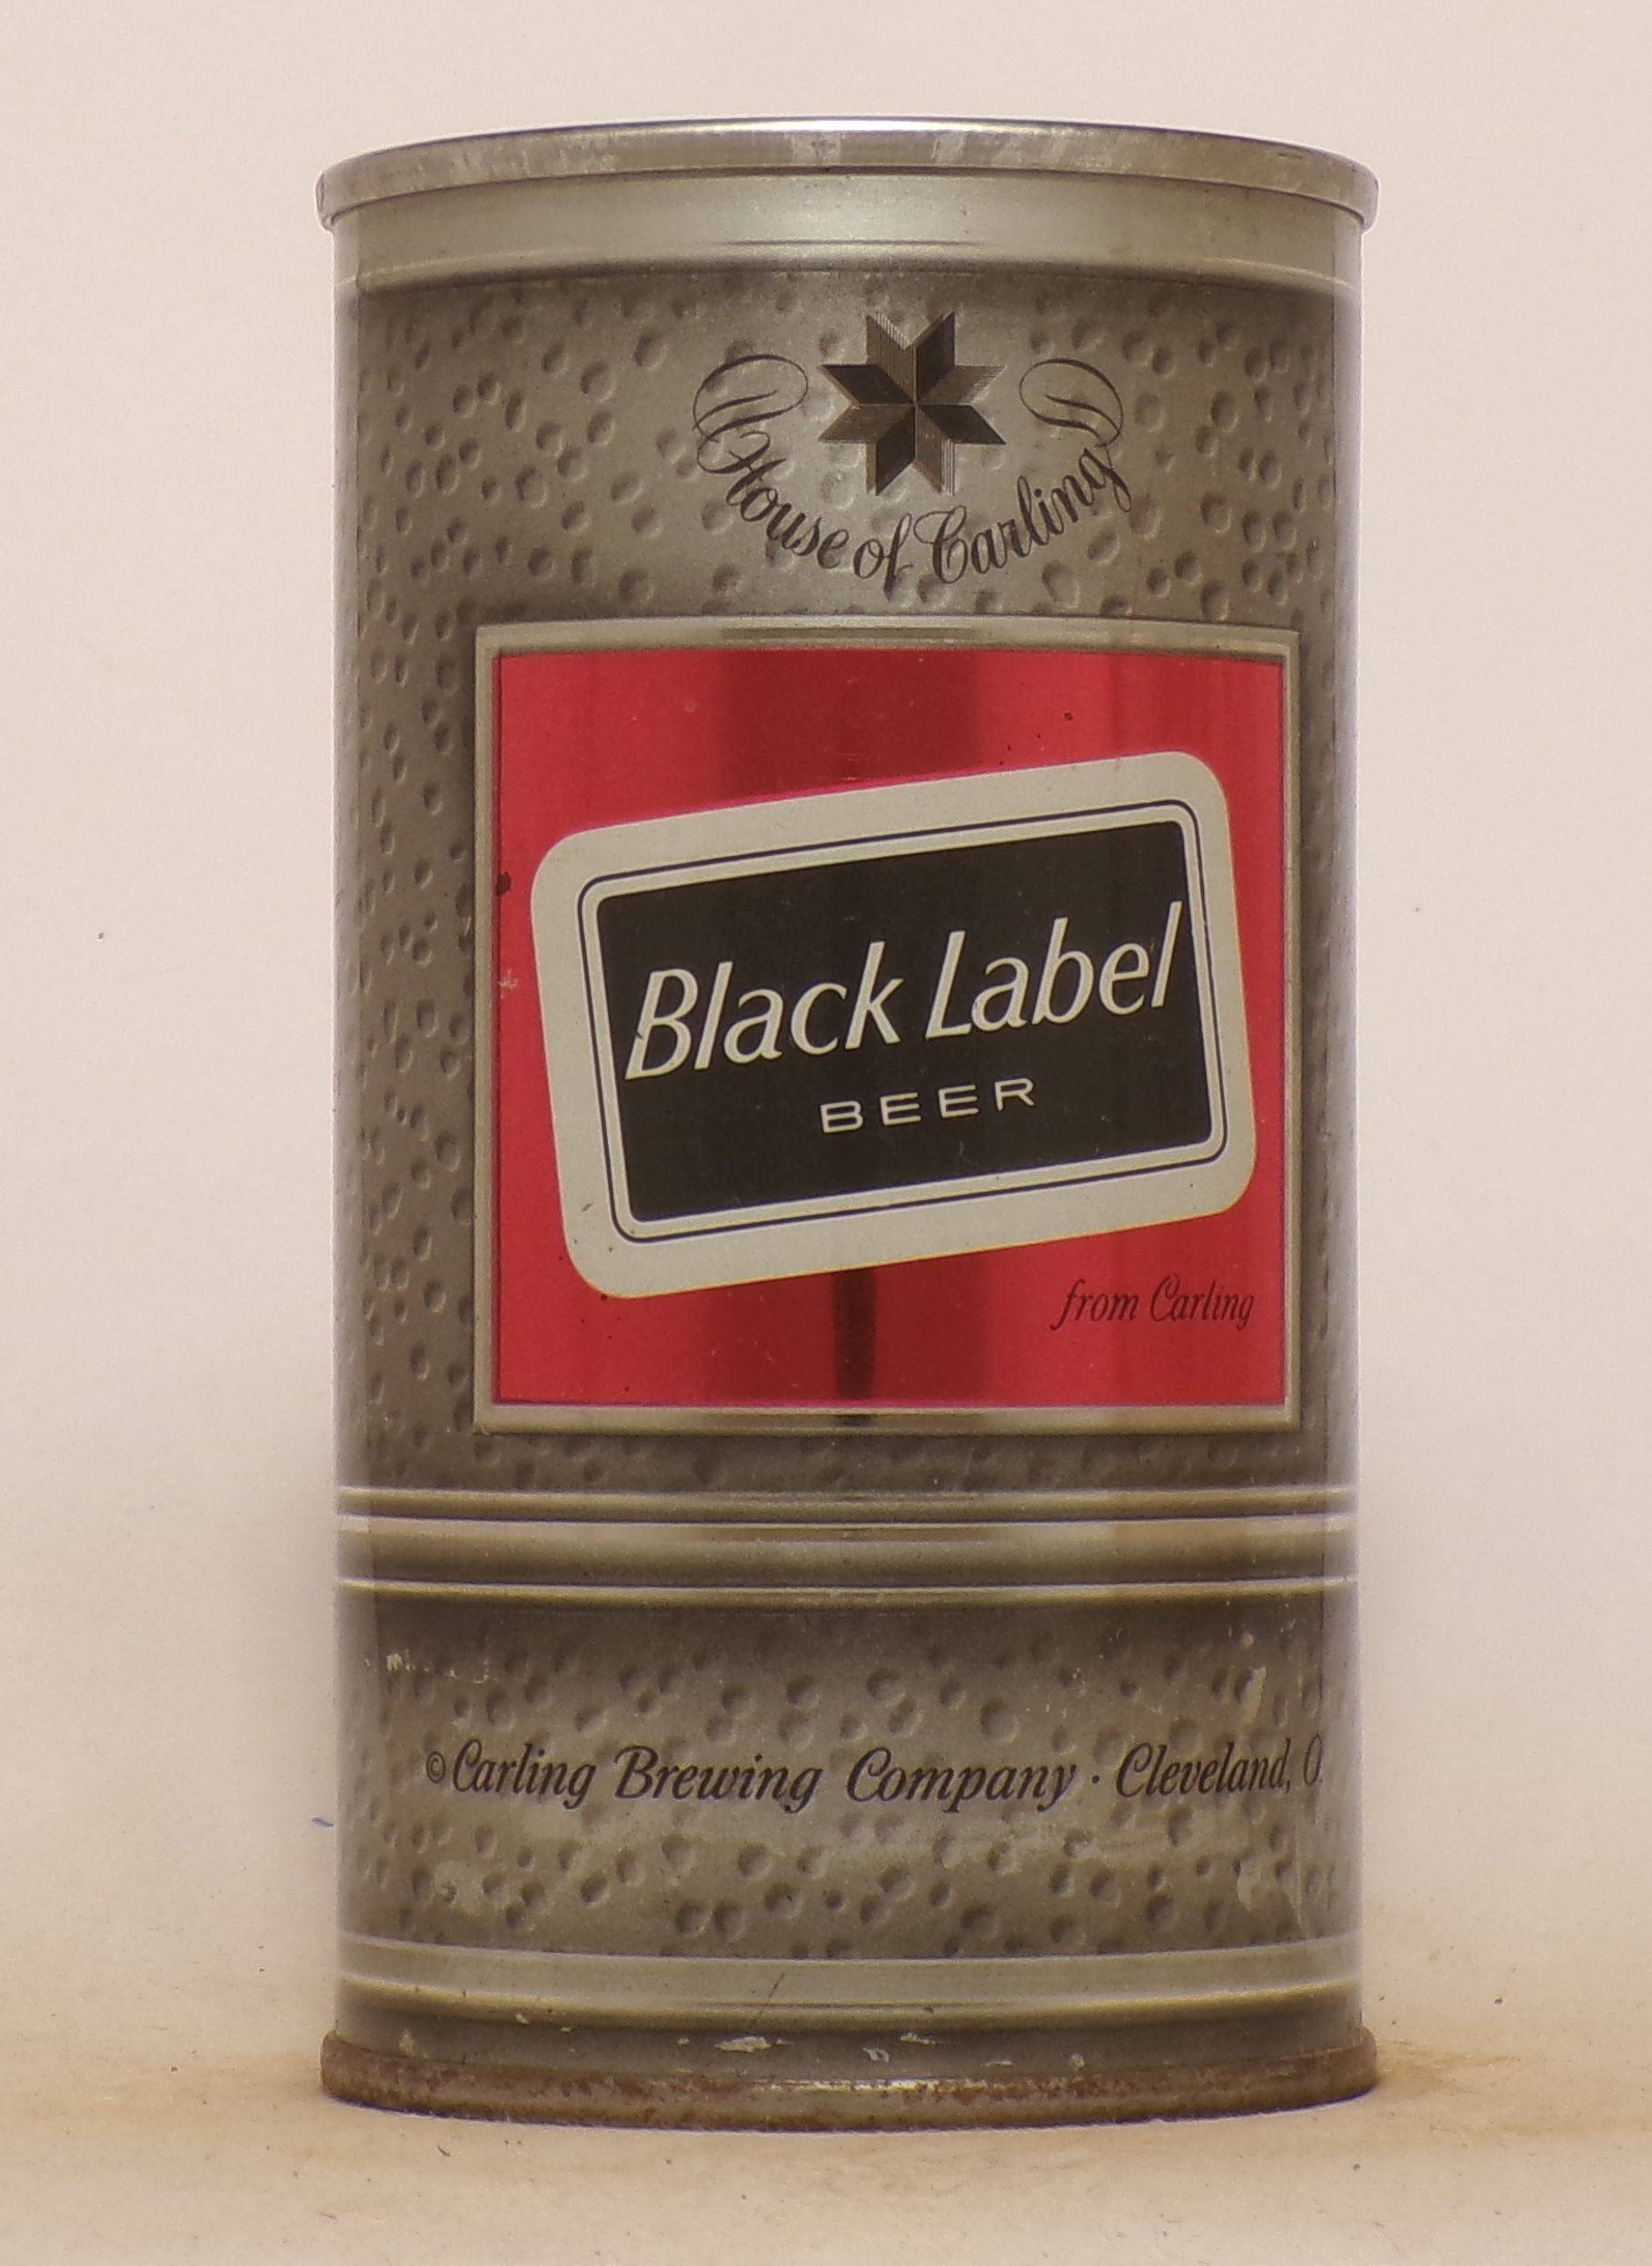 House of Carling
Black Label
BEER
from Carling
©Carling Brewing Company · Cleveland, O.